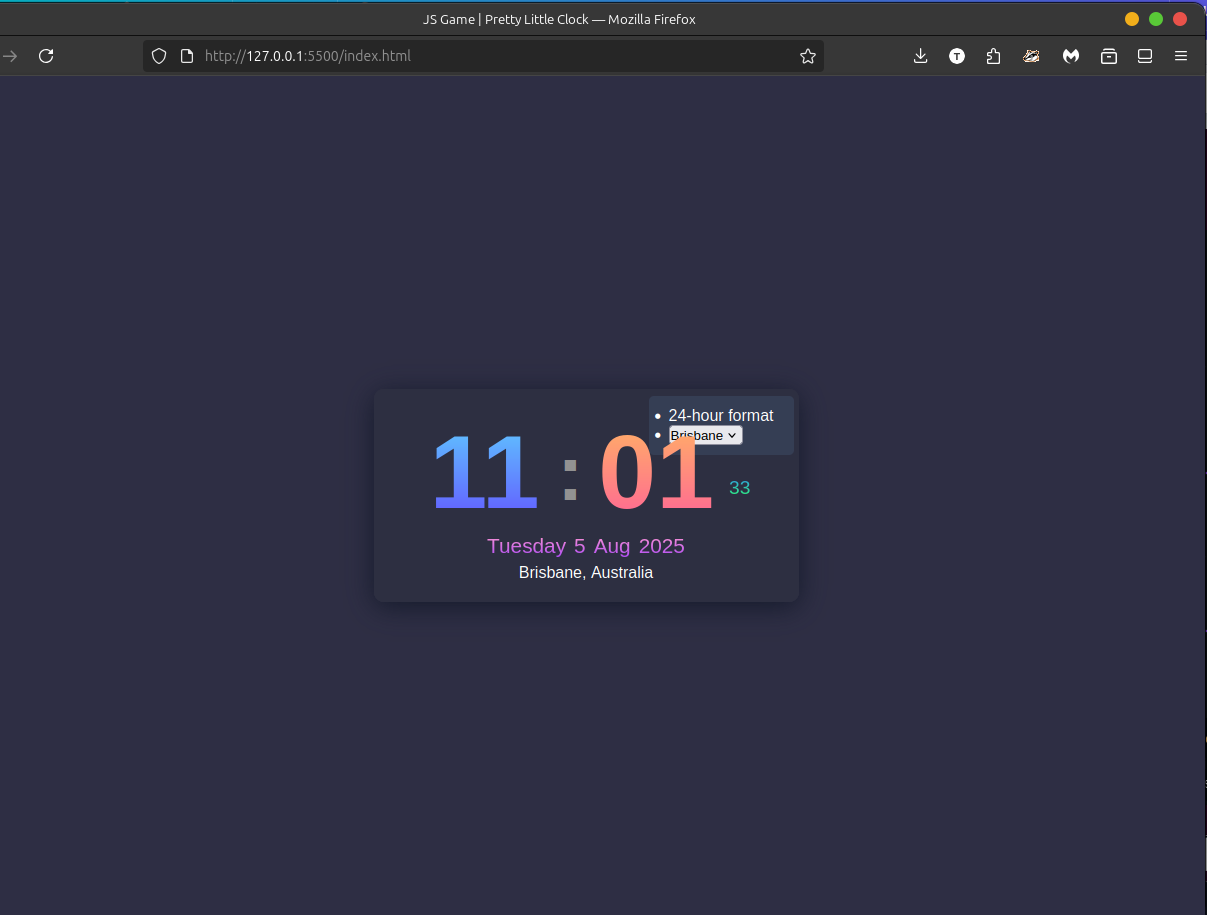 JS Game | Pretty Little Clock — Mozilla Firefox
http://127.0.0.1:5500/index.html
T
• 24-hour format
• Brisbane
11 : 01 33
Tuesday 5 Aug 2025
Brisbane, Australia